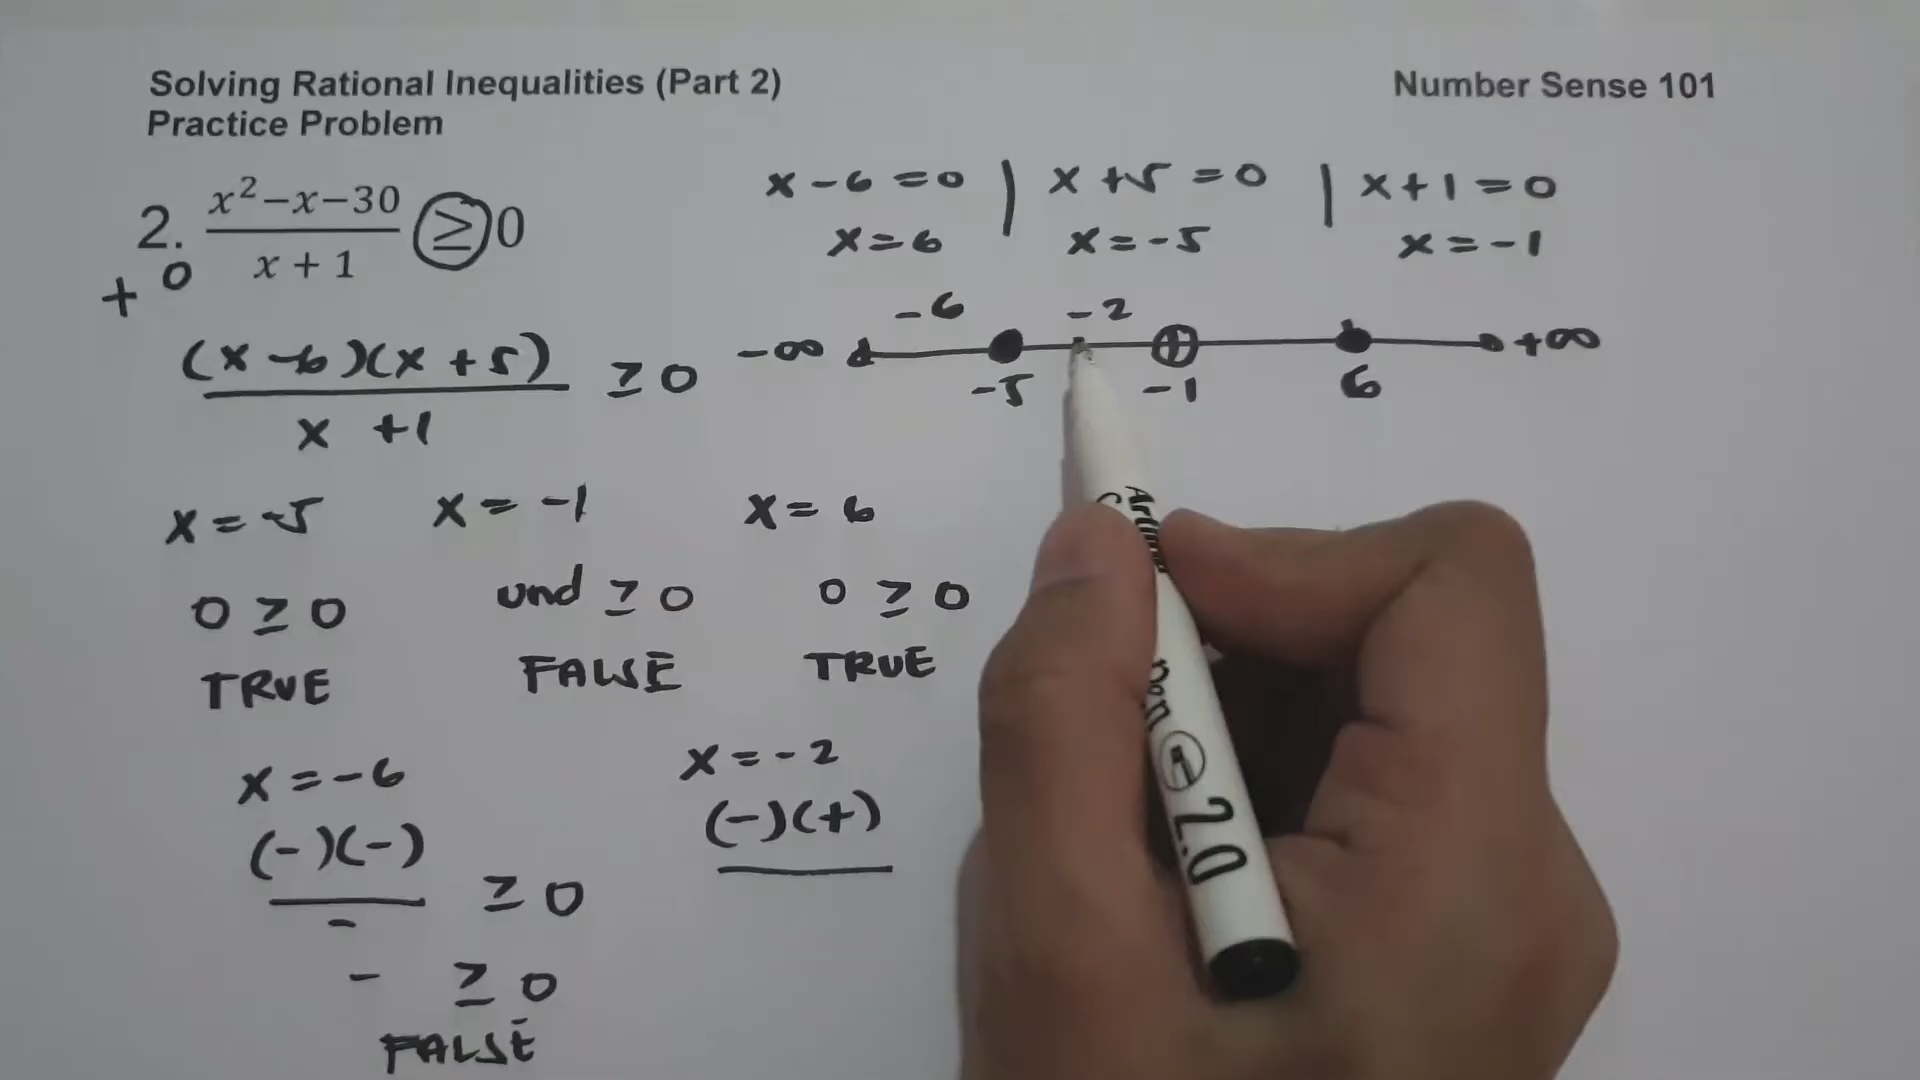 Solving Rational Inequalities (Part 2)
Practice Problem
Number Sense 101
2. x²−x−30 / x + 1 ≥ 0
+ 0
(x −6)(x +5) / x +1 ≥ 0
x −6 =0 | x +5 =0 | x+1 =0
x=6 x=−5 x=−1
−6 −2
−∞ +∞
−5 −1 6
x=−5 x=−1 x=6
0 ≥ 0 und ≥ 0 0 ≥ 0
TRUE FALSE TRUE
x=−6 x=−2
(−)(−) / − ≥ 0 (−)(+)
− ≥ 0
FALSE
2.0